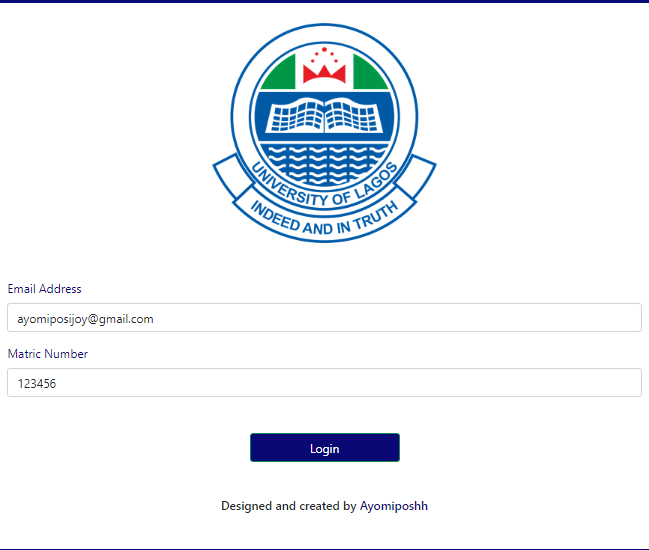 UNIVERSITY OF LAGOS
INDEED AND IN TRUTH
Email Address
ayomiposijoy@gmail.com
Matric Number
123456
Login
Designed and created by Ayomiposhh